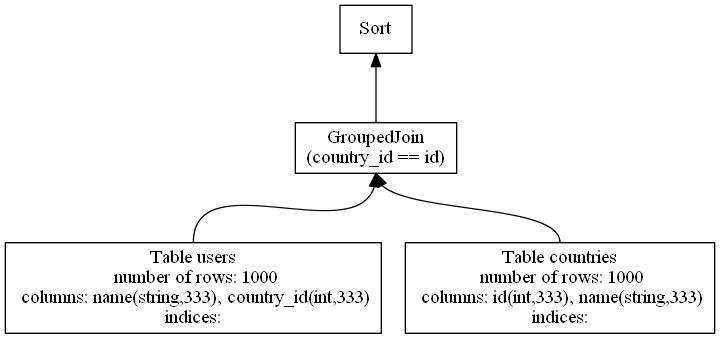 Sort
GroupedJoin
(country_id == id)
Table users
number of rows: 1000
columns: name(string,333), country_id(int,333)
indices:
Table countries
number of rows: 1000
columns: id(int,333), name(string,333)
indices: